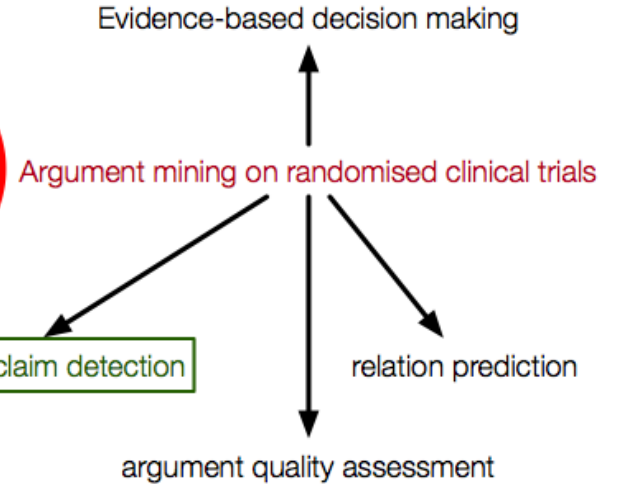 Evidence-based decision making
Argument mining on randomised clinical trials
claim detection
relation prediction
argument quality assessment